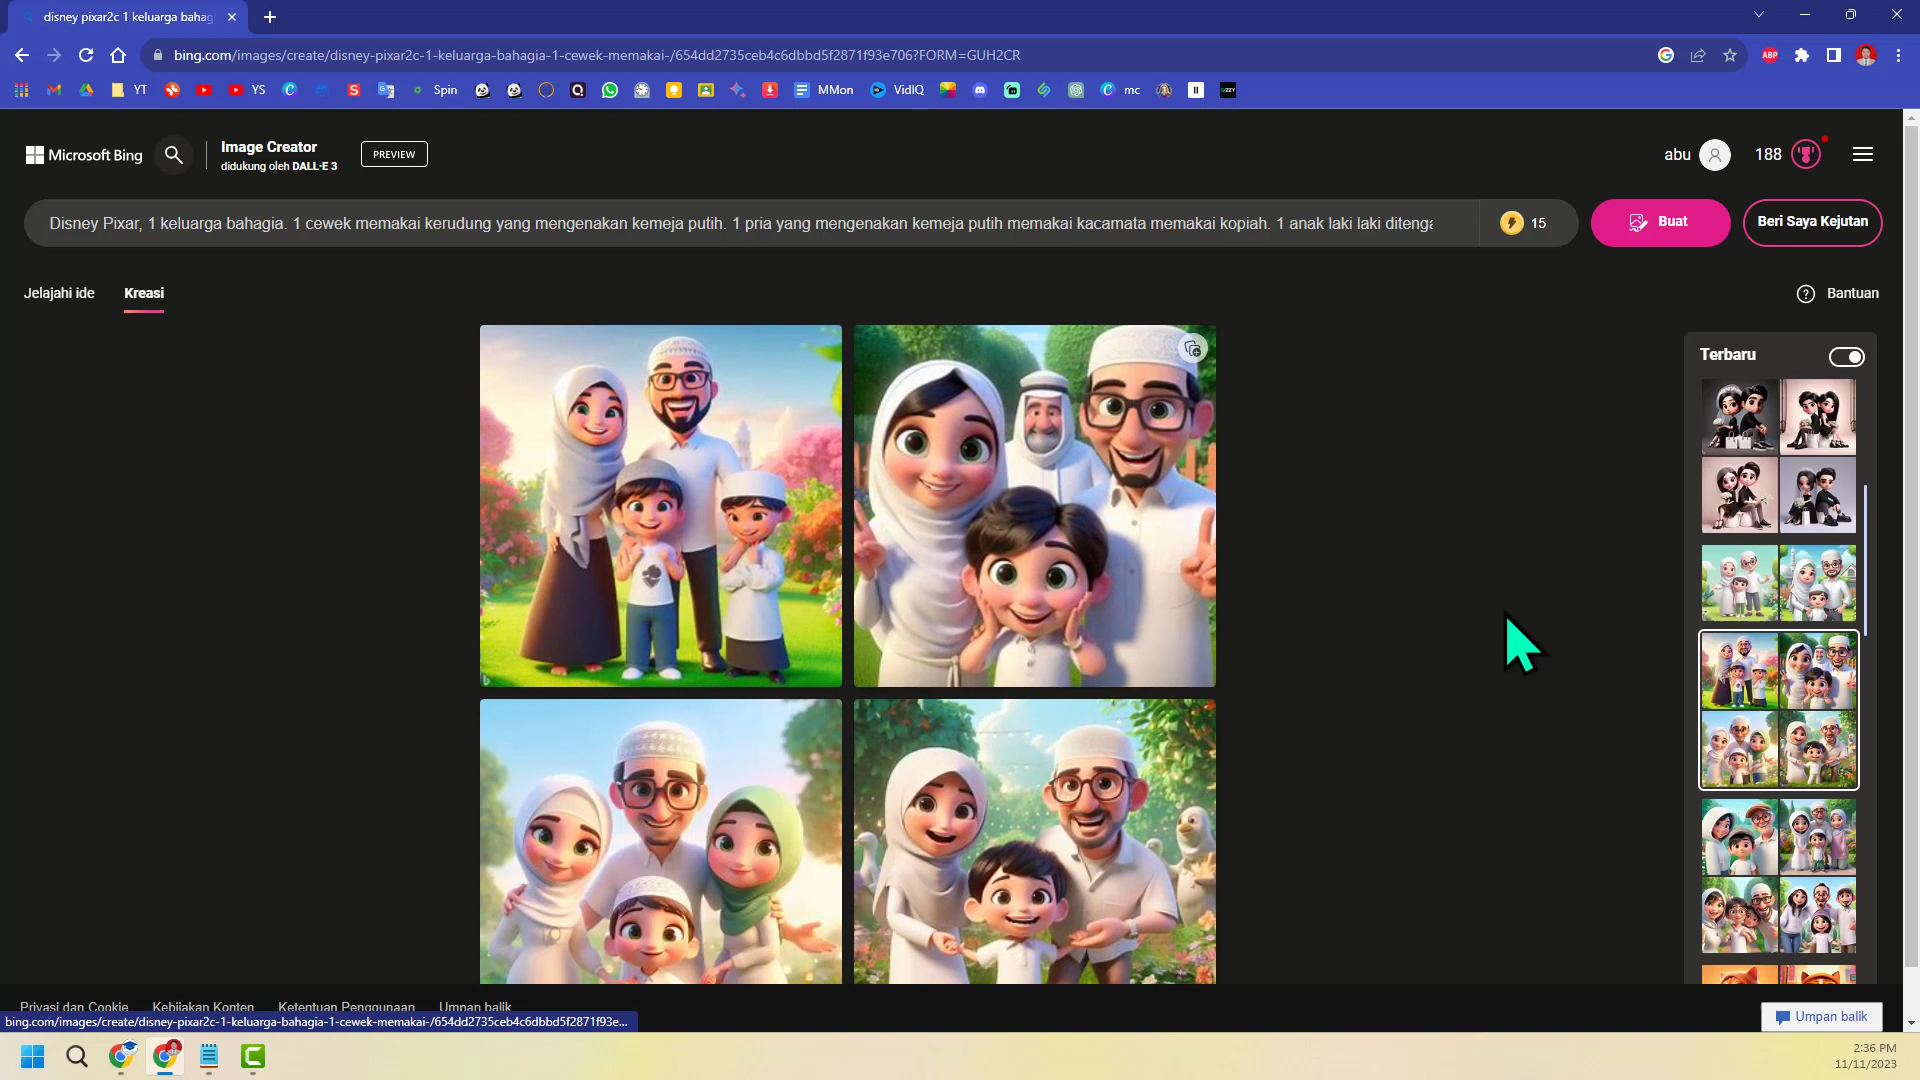 disney pixar2c 1 keluarga bahag
bing.com/images/create/disney-pixar2c-1-keluarga-bahagia-1-cewek-memakai-/654dd2735ceb4c6dbbd5f2871f93e706?FORM=GUH2CR
ABP
YT
YS
S
Spin
MMon
VidIQ
mc
Microsoft Bing
Image Creator
didukung oleh DALL·E 3
PREVIEW
abu
188
Disney Pixar, 1 keluarga bahagia. 1 cewek memakai kerudung yang mengenakan kemeja putih. 1 pria yang mengenakan kemeja putih memakai kacamata memakai kopiah. 1 anak laki laki ditenga
15
Buat
Beri Saya Kejutan
Jelajahi ide
Kreasi
Bantuan
Terbaru
Privasi dan Cookie
Kebijakan Konten
Ketentuan Penggunaan
Umpan balik
bing.com/images/create/disney-pixar2c-1-keluarga-bahagia-1-cewek-memakai-/654dd2735ceb4c6dbbd5f2871f93e...
Umpan balik
2:36 PM
11/11/2023